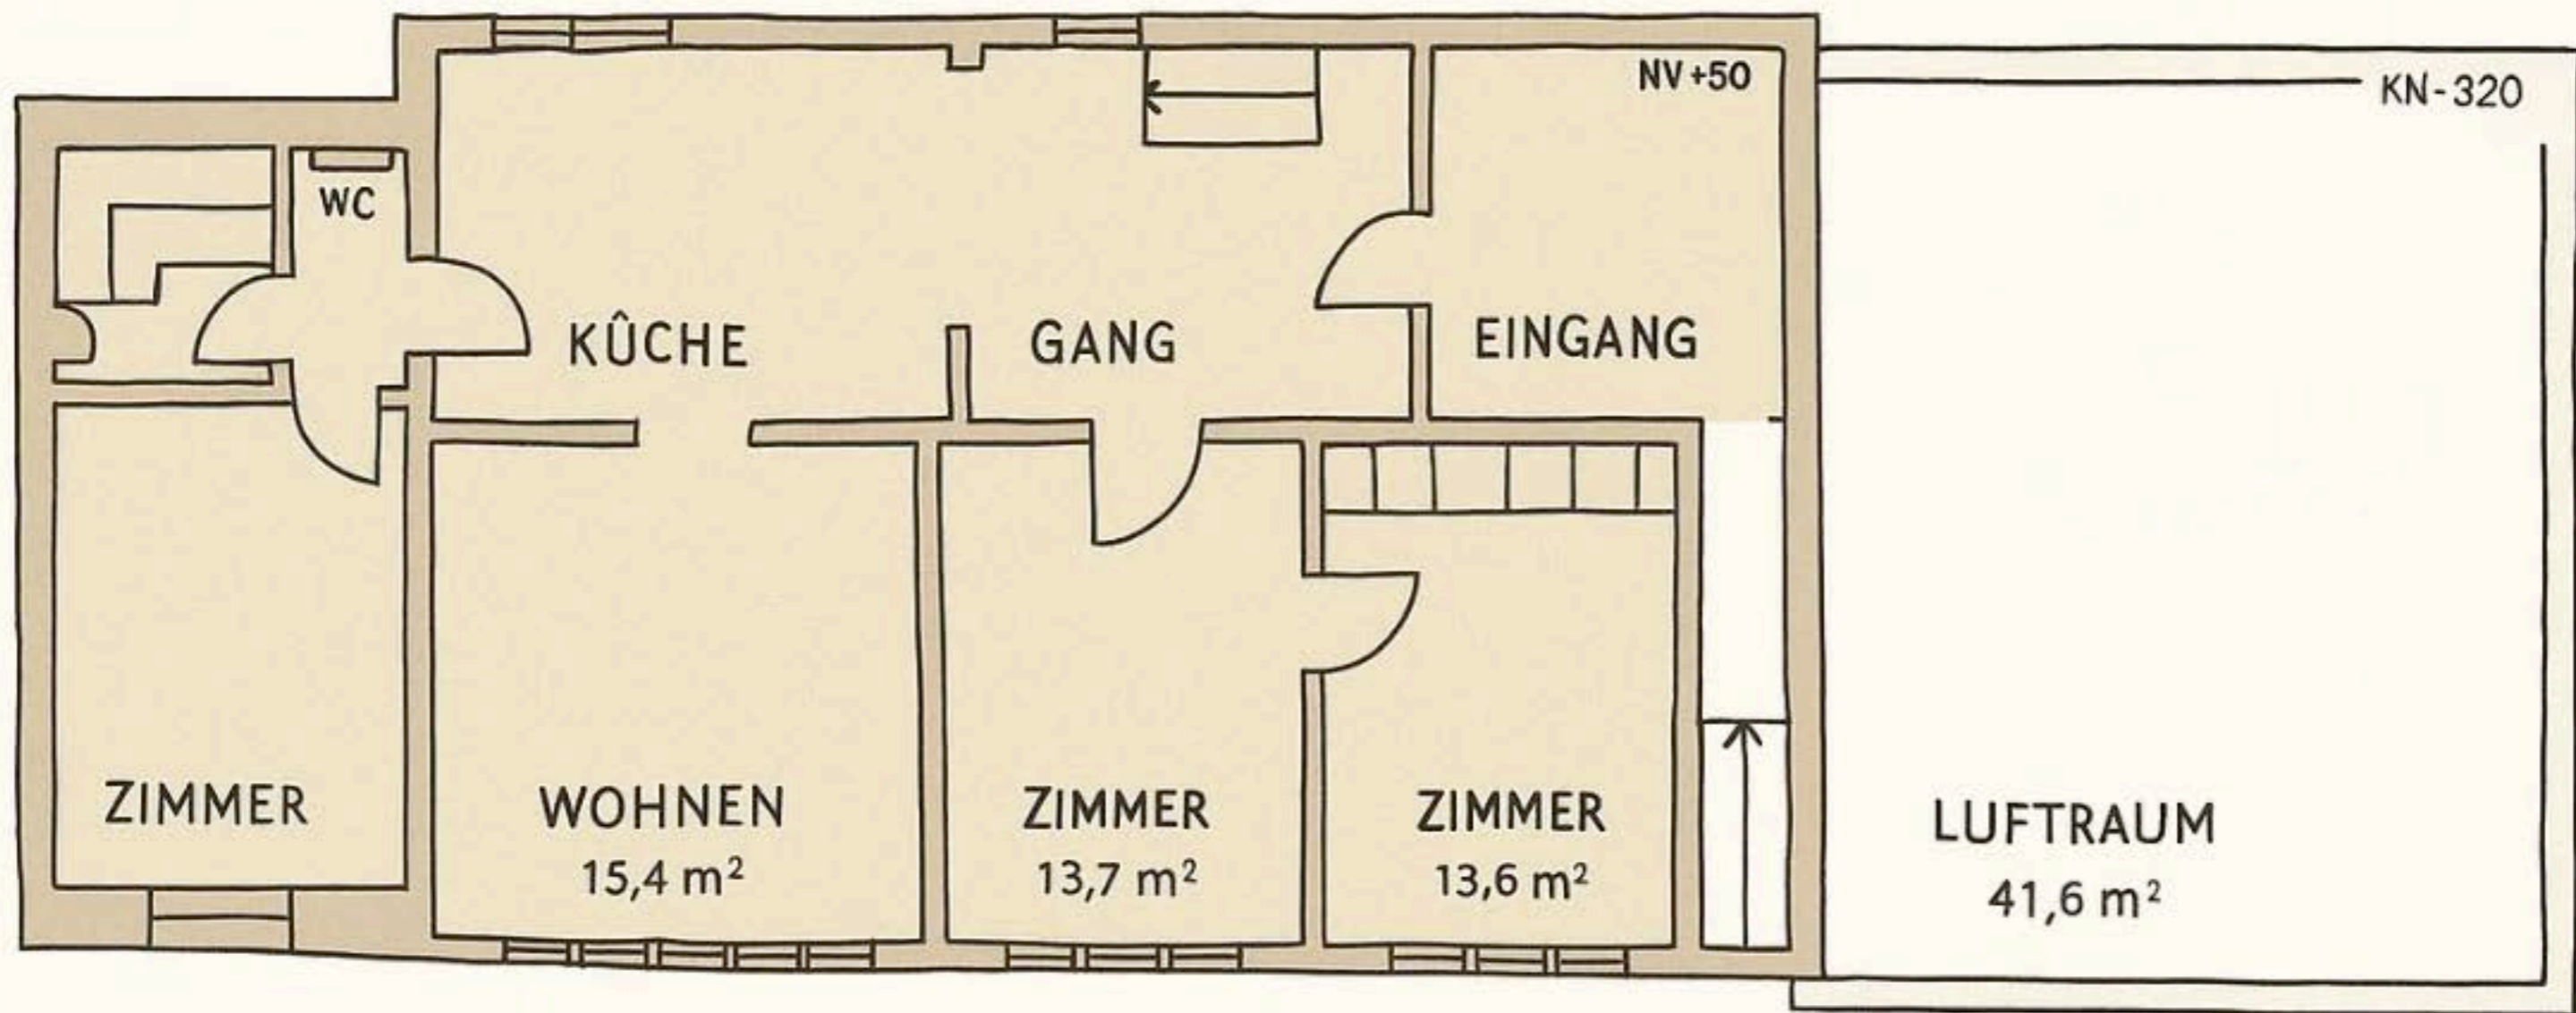 NV+50
KN-320
WC
KÛCHE
GANG
EINGANG
ZIMMER
WOHNEN
15,4 m²
ZIMMER
13,7 m²
ZIMMER
13,6 m²
LUFTRAUM
41,6 m²